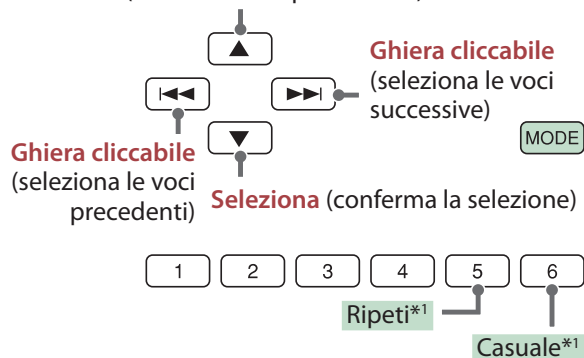 Ghiera cliccabile
(seleziona le voci
successive)
MODE
Ghiera cliccabile
(seleziona le voci
precedenti)
Seleziona (conferma la selezione)
1 2 3 4 5 6
Ripeti*1
Casuale*1